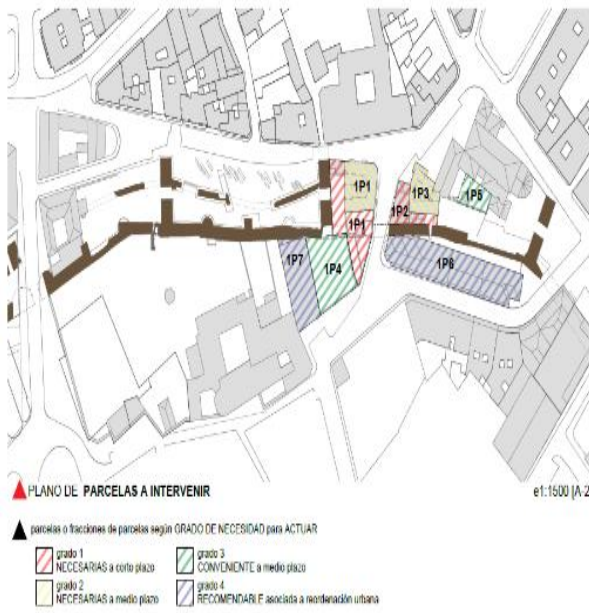 1P1
1P3
1P5
1P2
1P1
1P7
1P4
1P6
PLANO DE PARCELAS A INTERVENIR
e1:1500 [A-2
parcelas o fracciones de parcelas según GRADO DE NECESIDAD para ACTUAR
grado 1
NECESARIAS a corto plazo
grado 3
CONVENIENTE a medio plazo
grado 2
NECESARIAS a medio plazo
grado 4
RECOMENDABLE asociada a reordenación urbana